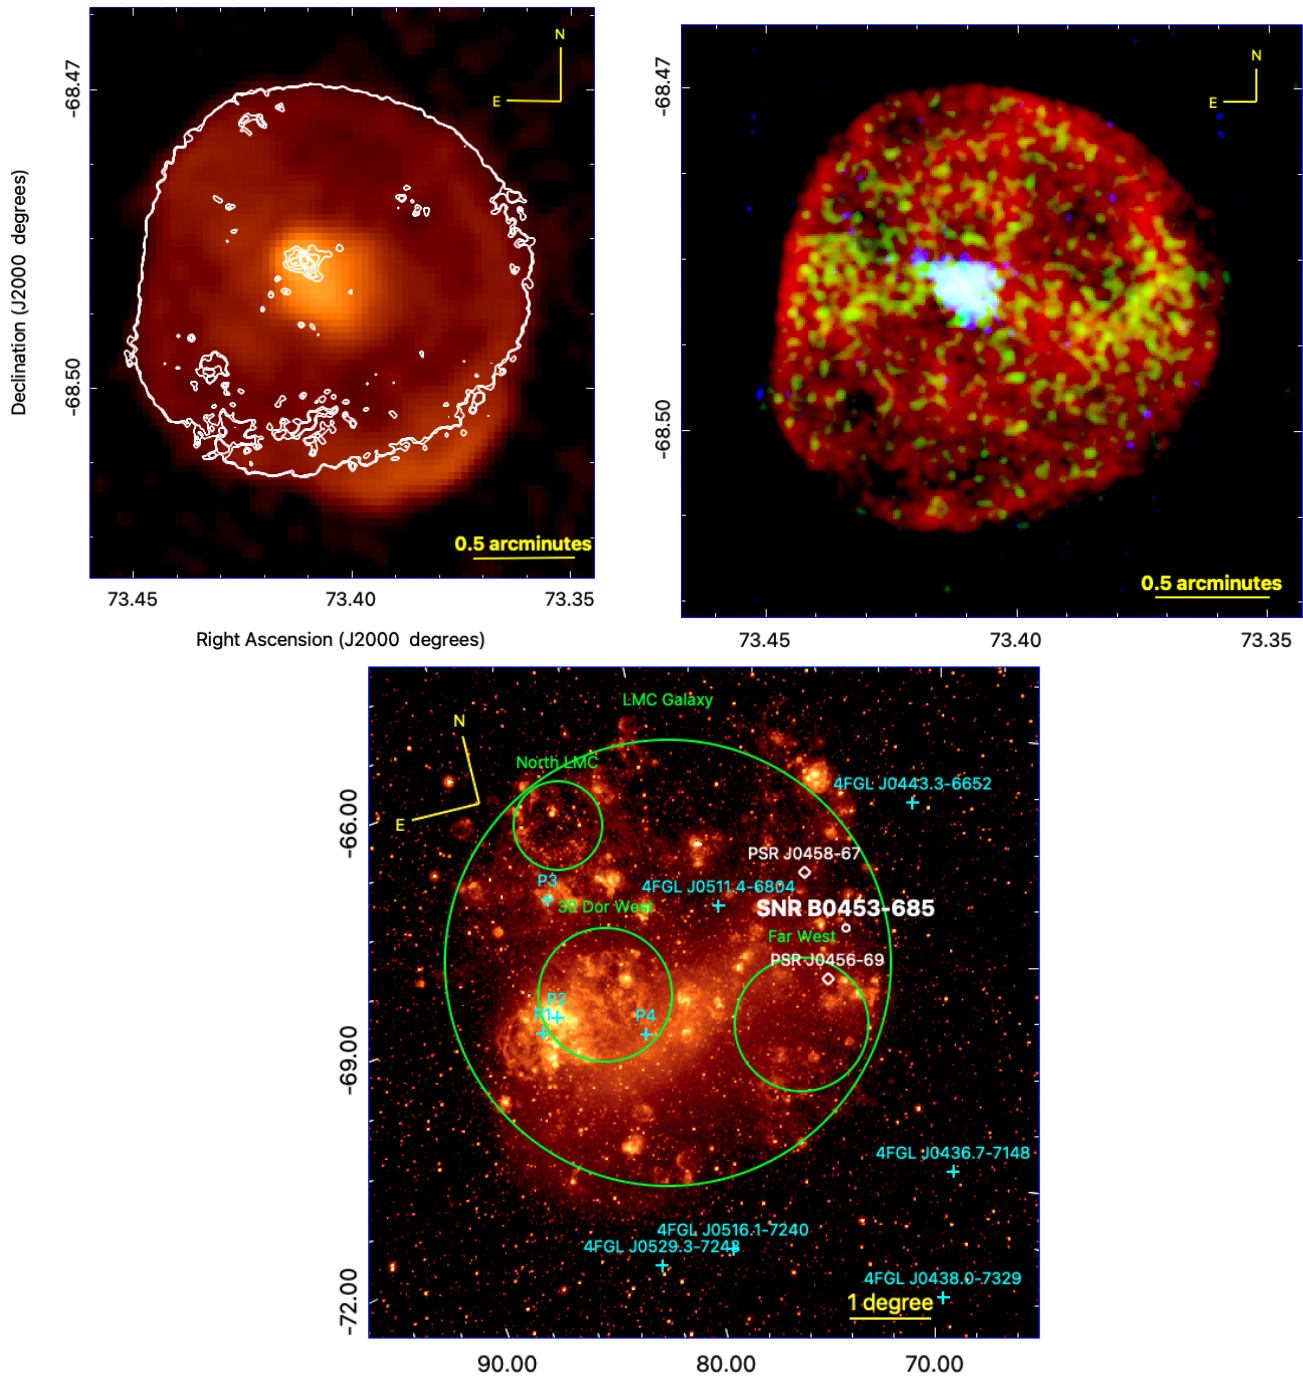 N
E
-68.47
Declination (J2000 degrees)
-68.50
0.5 arcminutes
73.45
73.40
73.35
Right Ascension (J2000 degrees)
N
E
-68.47
-68.50
0.5 arcminutes
73.45
73.40
73.35
LMC Galaxy
N
E
North LMC
4FGL J0443.3-6652
-66.00
PSR J0458-67
P3
4FGL J0511.4-6804
30 Dor West
SNR B0453-685
Far West
PSR J0456-69
P2
P1
P4
-69.00
4FGL J0436.7-7148
4FGL J0516.1-7240
4FGL J0529.3-7243
4FGL J0438.0-7329
1 degree
-72.00
90.00
80.00
70.00